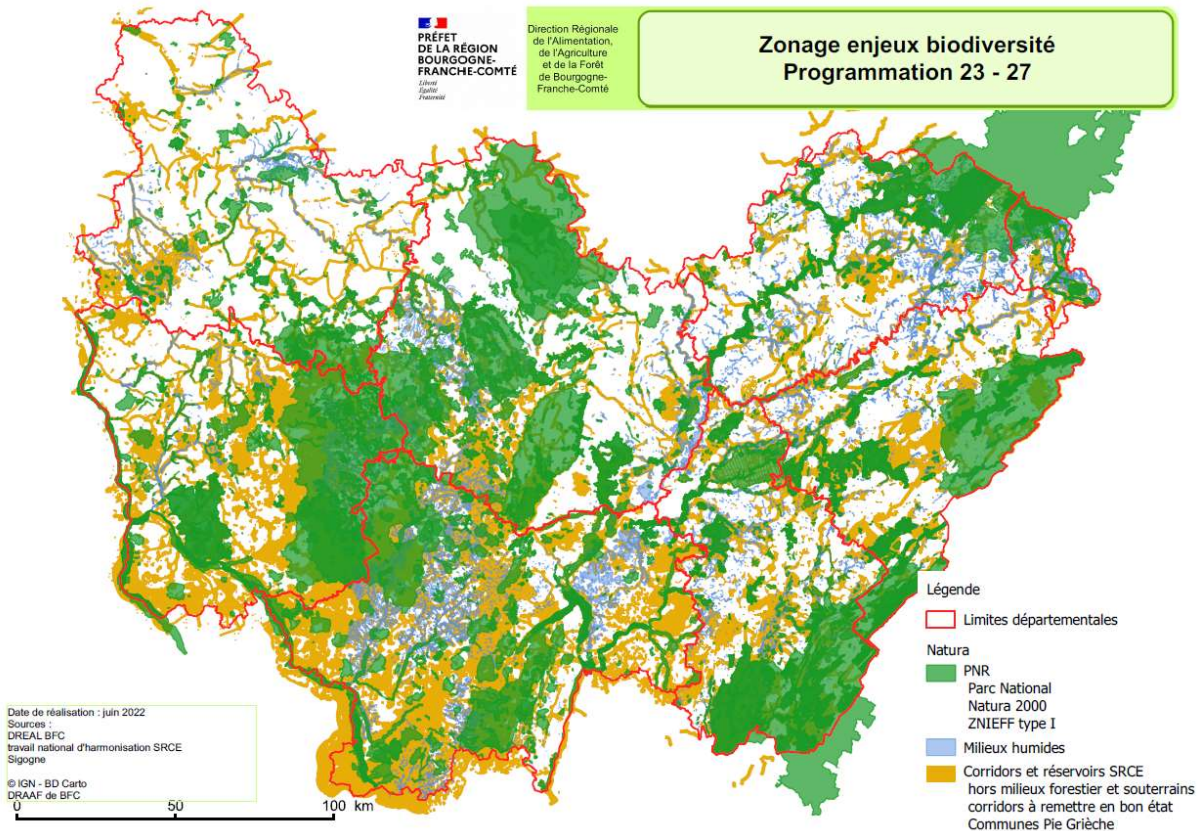 PRÉFET
DE LA RÉGION
BOURGOGNE-
FRANCHE-COMTÉ
Liberté
Égalité
Fraternité
Direction Régionale
de l'Alimentation,
de l'Agriculture
et de la Forêt
de Bourgogne-
Franche-Comté
Zonage enjeux biodiversité
Programmation 23 - 27
Légende
Limites départementales
Natura
PNR
Parc National
Natura 2000
ZNIEFF type I
Milieux humides
Corridors et réservoirs SRCE
hors milieu forestier et souterrains
corridors à remettre en bon état
Communes Pie Grièche
Date de réalisation : juin 2022
Sources :
DREAL BFC
travail national d'harmonisation SRCE
Sigogne
© IGN - BD Carto
DRAAF de BFC
0 50 100 km